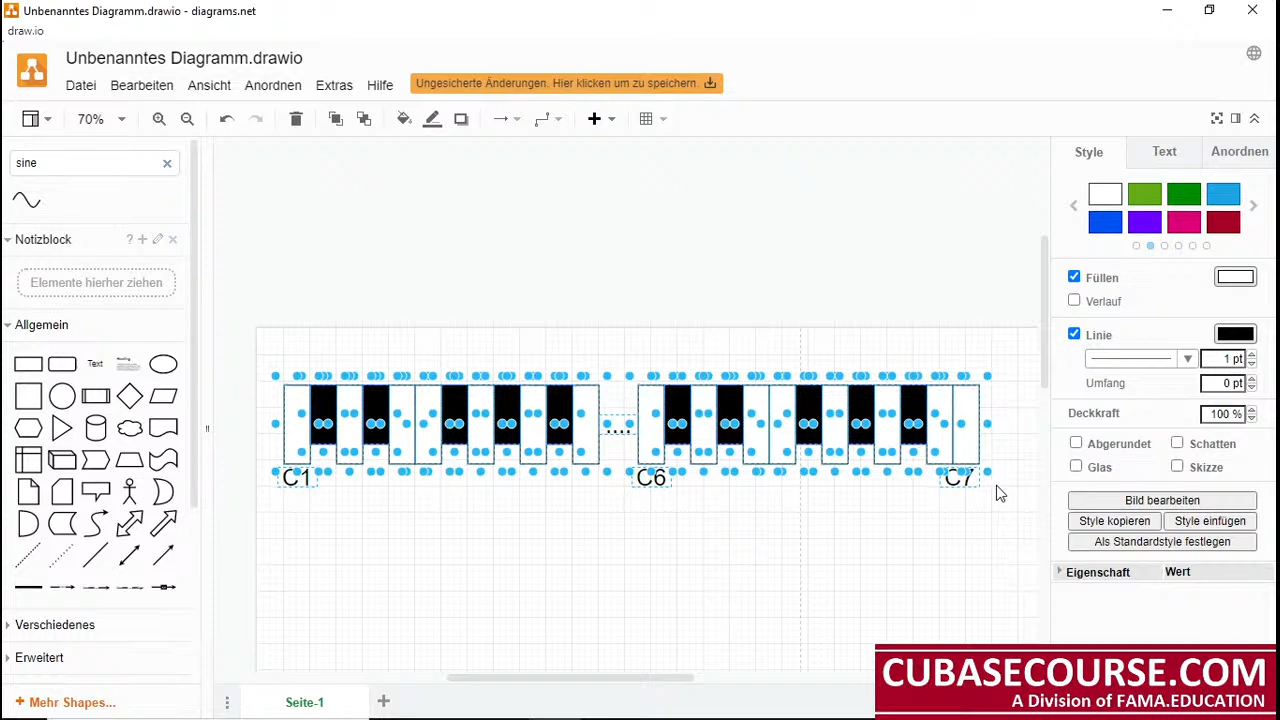 Unbenanntes Diagramm.drawio - diagrams.net
draw.io
Unbenanntes Diagramm.drawio
Datei Bearbeiten Ansicht Anordnen Extras Hilfe Ungesicherte Änderungen. Hier klicken um zu speichern.
70%
sine
Notizblock ?
Elemente hierher ziehen
Allgemein
Text
Verschiedenes
Erweitert
+ Mehr Shapes...
C1 .... C6 C7
Seite-1
Style Text Anordnen
Füllen
Verlauf
Linie
1 pt
Umfang 0 pt
Deckkraft 100 %
Abgerundet Schatten
Glas Skizze
Bild bearbeiten
Style kopieren Style einfügen
Als Standardstyle festlegen
Eigenschaft Wert
CUBASECOURSE.COM
A Division of FAMA.EDUCATION